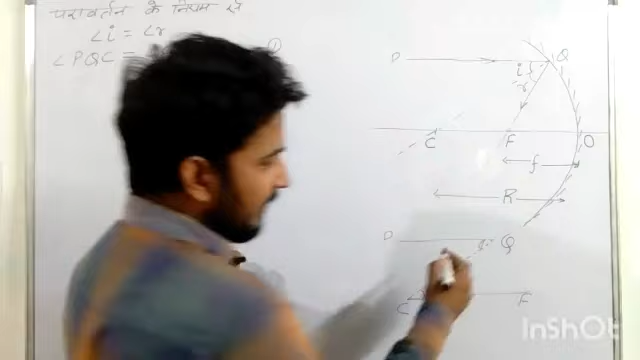 परावर्तन के नियम से
∠i = ∠r
∠PQC =
①
P
Q
i
r
C
F
O
f
R
P
Q
C
F
InShOt